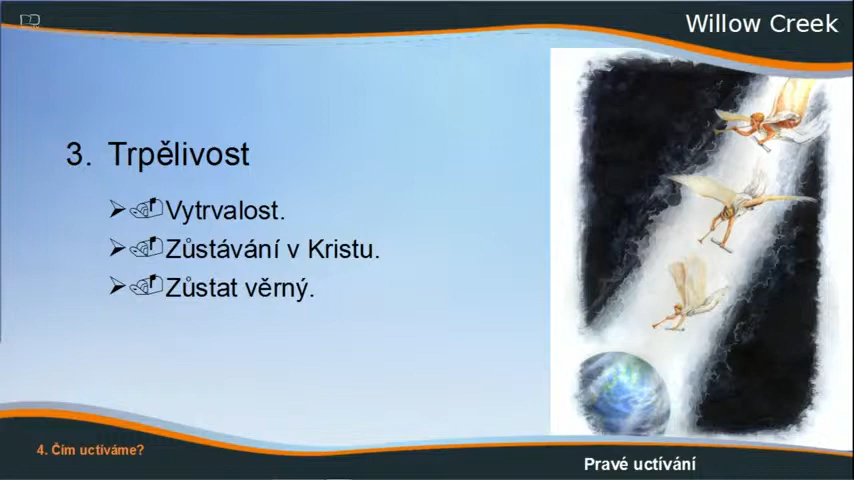 Willow Creek
3. Trpělivost
Vytrvalost.
Zůstávání v Kristu.
Zůstat věrný.
4. Čím uctíváme?
Pravé uctívání